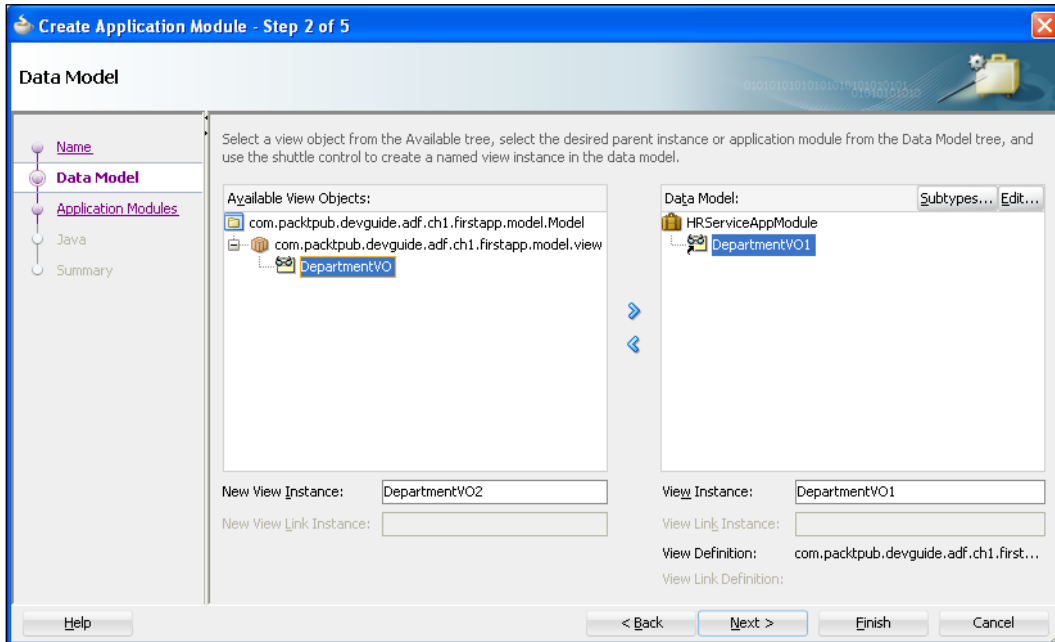 Create Application Module - Step 2 of 5
Data Model
Name
Data Model
Application Modules
Java
Summary
Select a view object from the Available tree, select the desired parent instance or application module from the Data Model tree, and
use the shuttle control to create a named view instance in the data model.
Available View Objects:
com.packtpub.devguide.adf.ch1.firstapp.model.Model
com.packtpub.devguide.adf.ch1.firstapp.model.view
DepartmentVO
New View Instance: DepartmentVO2
New View Link Instance:
Data Model: Subtypes... Edit...
HRServiceAppModule
DepartmentVO1
View Instance: DepartmentVO1
View Link Instance:
View Definition: com.packtpub.devguide.adf.ch1.first...
View Link Definition:
Help < Back Next > Finish Cancel